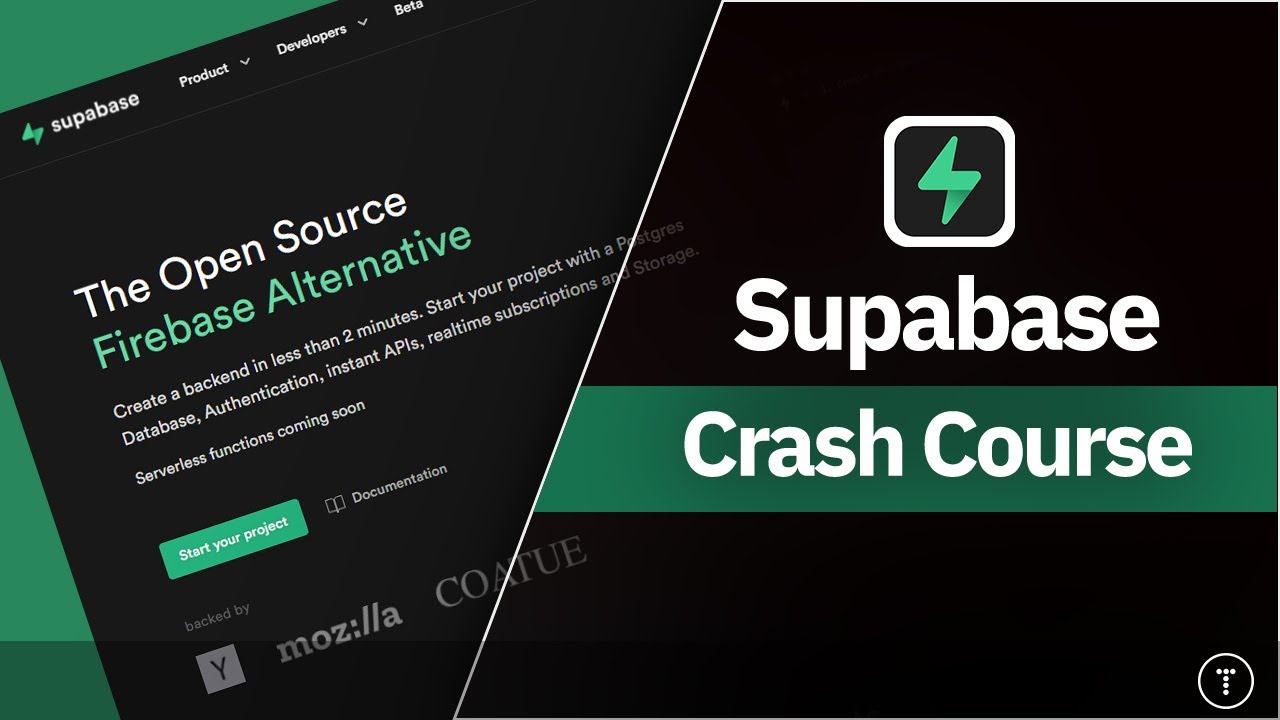 supabase
Product
Developers
Beta
The Open Source
Firebase Alternative
Create a backend in less than 2 minutes. Start your project with a Postgres
Database, Authentication, instant APIs, realtime subscriptions and Storage.
Serverless functions coming soon
Start your project
Documentation
backed by
Y
moz://a
COATUE
Supabase
Crash Course
T